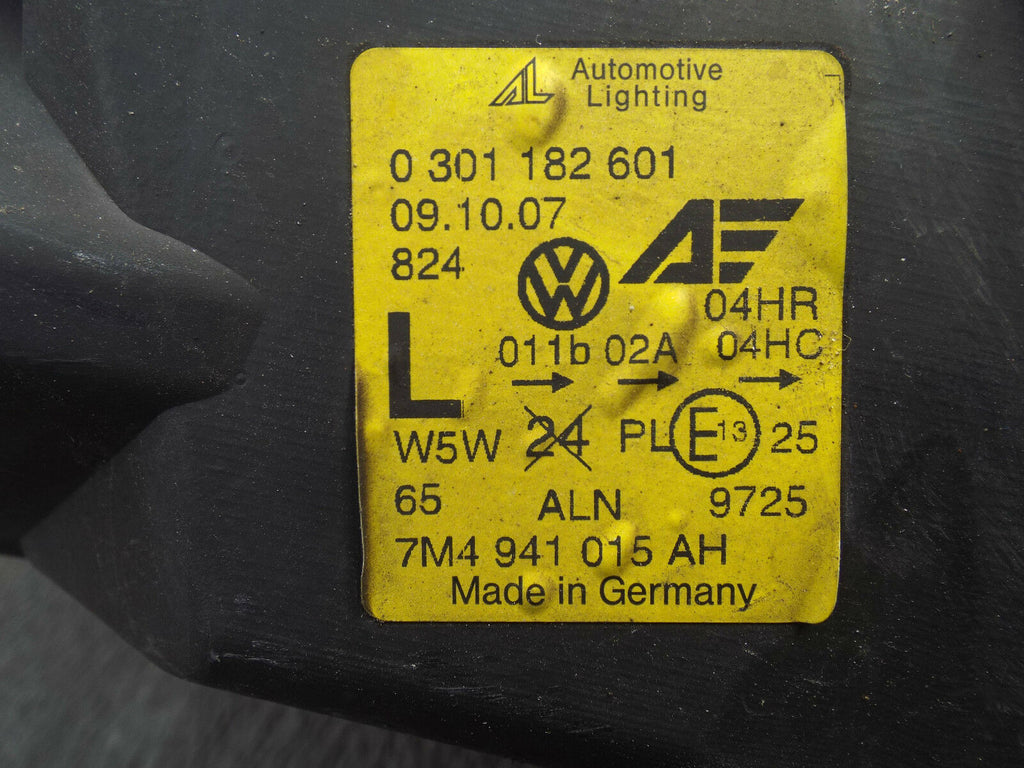 AL Automotive
Lighting
0 301 182 601
09.10.07
824
04HR
L 011b 02A 04HC
W5W 24 PL E13 25
65 ALN 9725
7M4 941 015 AH
Made in Germany